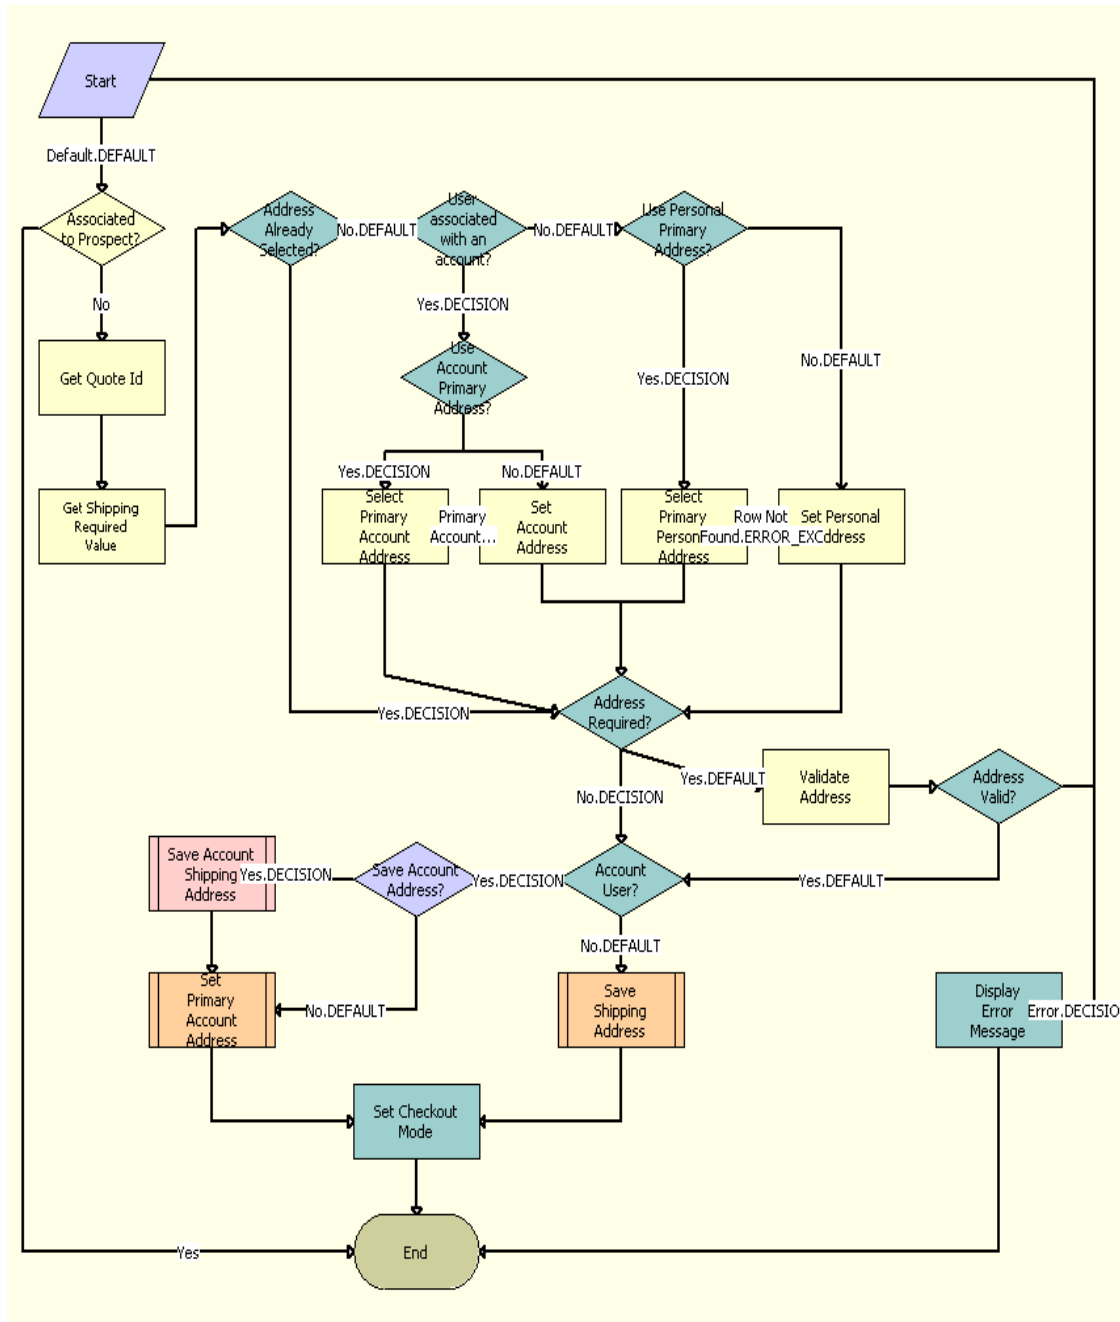 Start
Default.DEFAULT
Associated
to Prospect?
No
Get Quote Id
Get Shipping
Required
Value
Address
Already
Selected?
No.DEFAULT
User
associated
with an
account?
No.DEFAULT
Use Personal
Primary
Address?
Yes.DECISION
Use
Account
Primary
Address?
Yes.DECISION
No.DEFAULT
Yes.DECISION
No.DEFAULT
Select
Primary
Account
Address
Primary
Account...
Set
Account
Address
Select
Primary
Person
Address
Row Not
Found.ERROR_EXC
Set Personal
ddress
Yes.DECISION
Address
Required?
Yes.DEFAULT
No.DECISION
Validate
Address
Address
Valid?
Save Account
Shipping
Address
Yes.DECISION
Save Account
Address?
Yes.DECISION
Account
User?
Yes.DEFAULT
No.DEFAULT
Set
Primary
Account
Address
No.DEFAULT
Save
Shipping
Address
Display
Error
Message
Error.DECISIO
Set Checkout
Mode
Yes
End